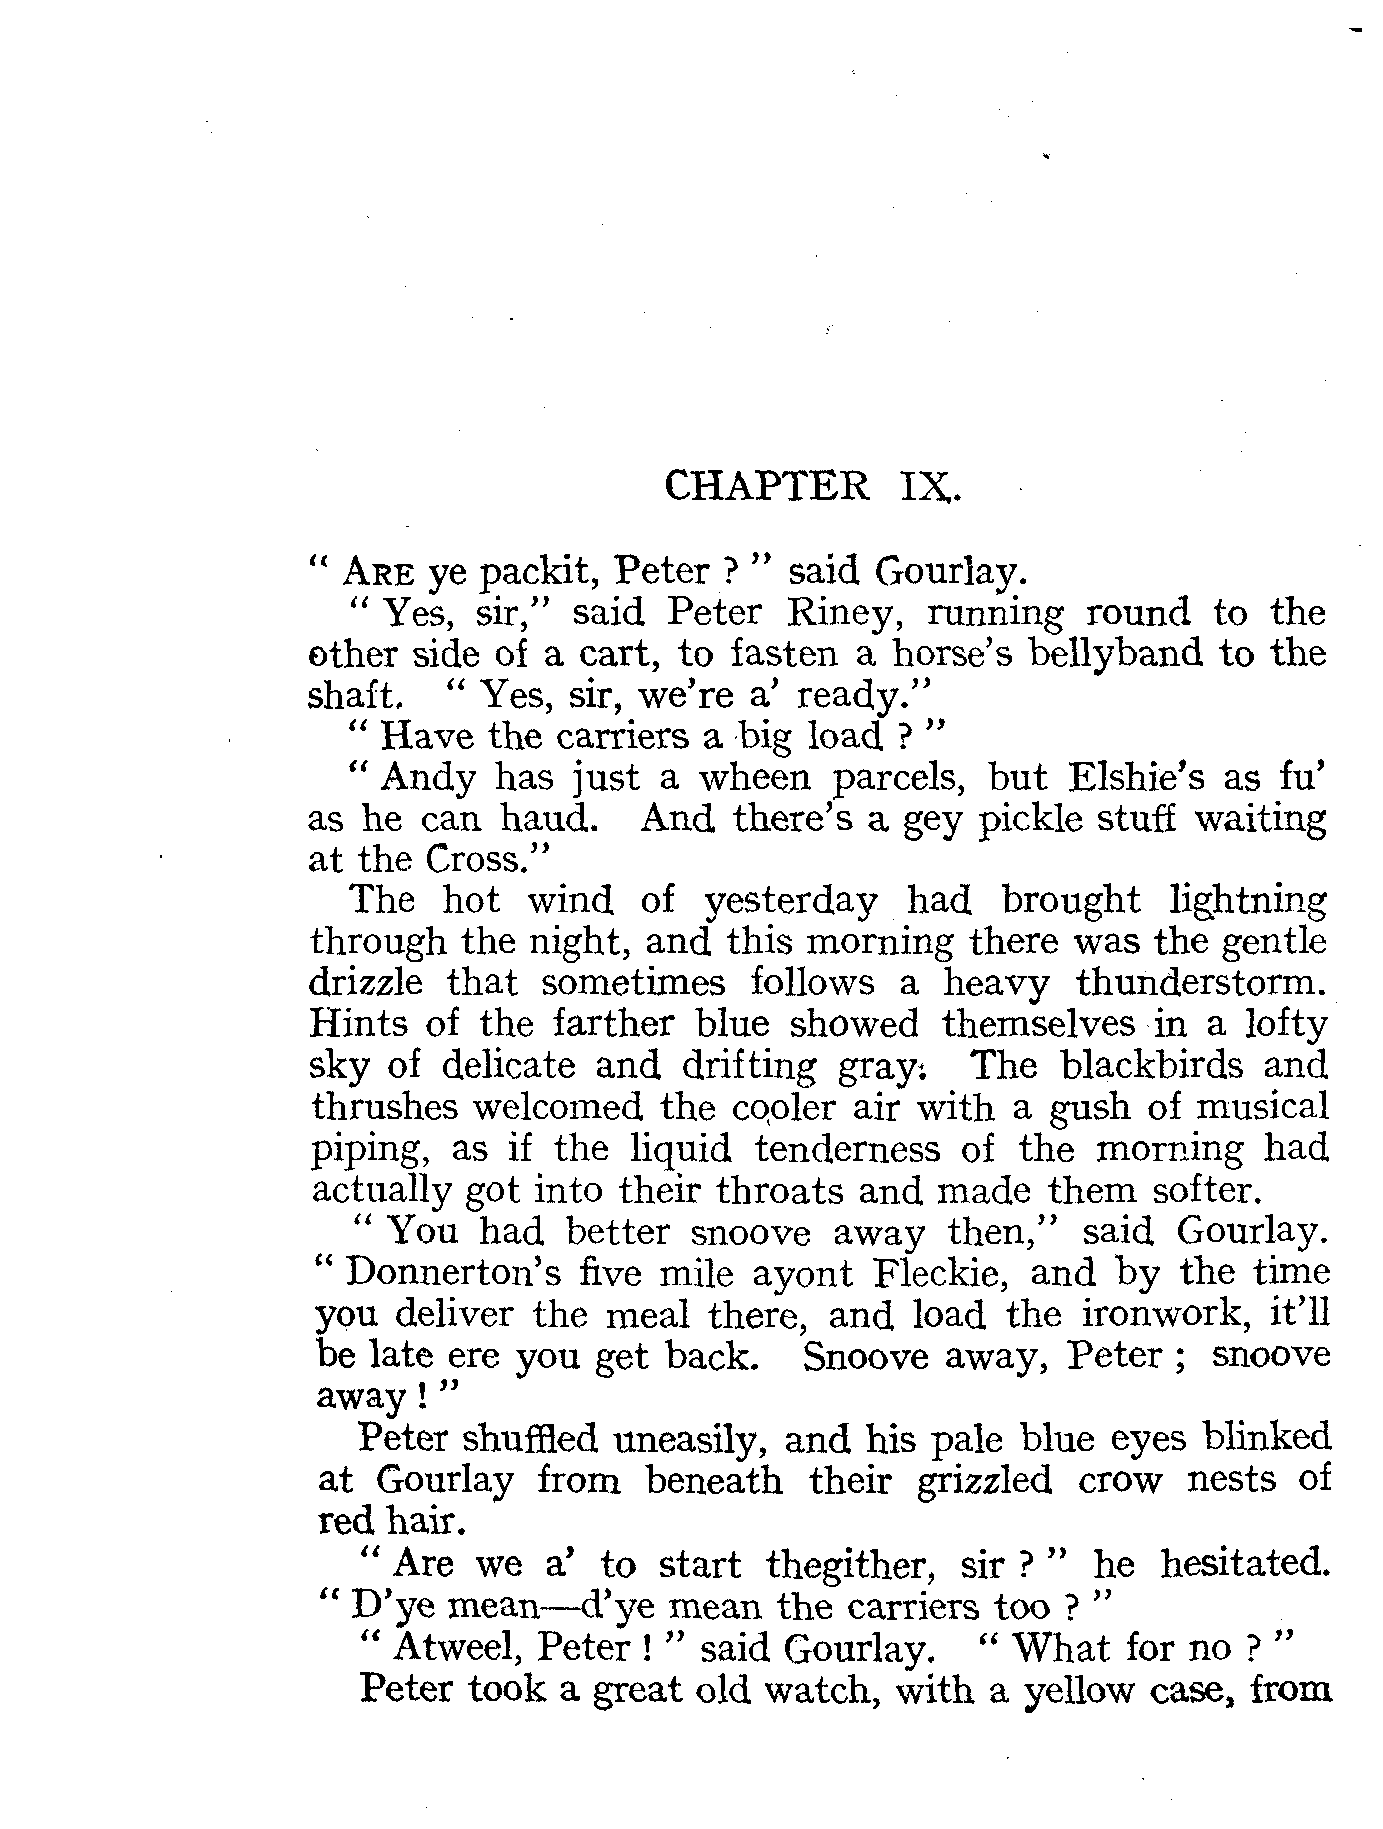 CHAPTER IX.
“ ARE ye packit, Peter ? ” said Gourlay.
“ Yes, sir,” said Peter Riney, running round to the
other side of a cart, to fasten a horse’s bellyband to the
shaft. “ Yes, sir, we’re a’ ready.”
“ Have the carriers a big load ? ”
“ Andy has just a wheen parcels, but Elshie’s as fu’
as he can haud. And there’s a gey pickle stuff waiting
at the Cross.”
The hot wind of yesterday had brought lightning
through the night, and this morning there was the gentle
drizzle that sometimes follows a heavy thunderstorm.
Hints of the farther blue showed themselves in a lofty
sky of delicate and drifting gray. The blackbirds and
thrushes welcomed the cooler air with a gush of musical
piping, as if the liquid tenderness of the morning had
actually got into their throats and made them softer.
“ You had better snoove away then,” said Gourlay.
“ Donnerton’s five mile ayont Fleckie, and by the time
you deliver the meal there, and load the ironwork, it’ll
be late ere you get back. Snoove away, Peter ; snoove
away ! ”
Peter shuffled uneasily, and his pale blue eyes blinked
at Gourlay from beneath their grizzled crow nests of
red hair.
“ Are we a’ to start thegither, sir ? ” he hesitated.
“ D’ye mean—d’ye mean the carriers too ? ”
“ Atweel, Peter ! ” said Gourlay. “ What for no ? ”
Peter took a great old watch, with a yellow case, from